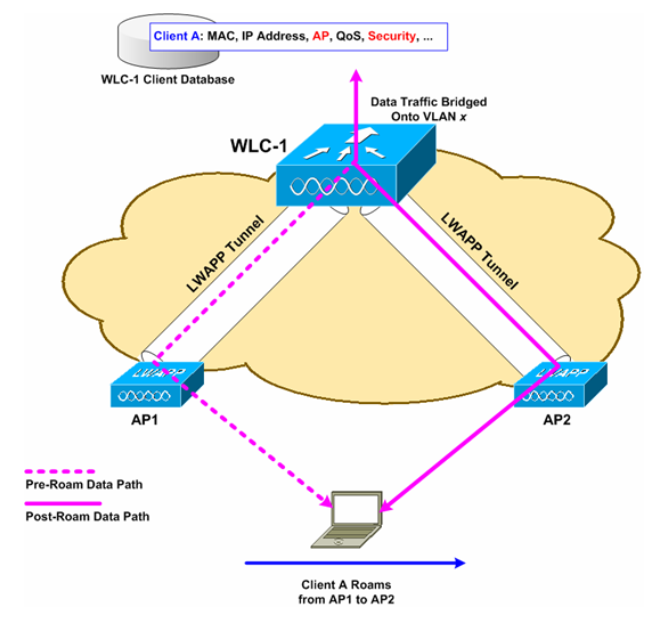 Client A: MAC, IP Address, AP, QoS, Security, ...
WLC-1 Client Database
Data Traffic Bridged
Onto VLAN x
WLC-1
LWAPP Tunnel
LWAPP Tunnel
LWAPP
LWAPP
AP1
AP2
Pre-Roam Data Path
Post-Roam Data Path
Client A Roams
from AP1 to AP2